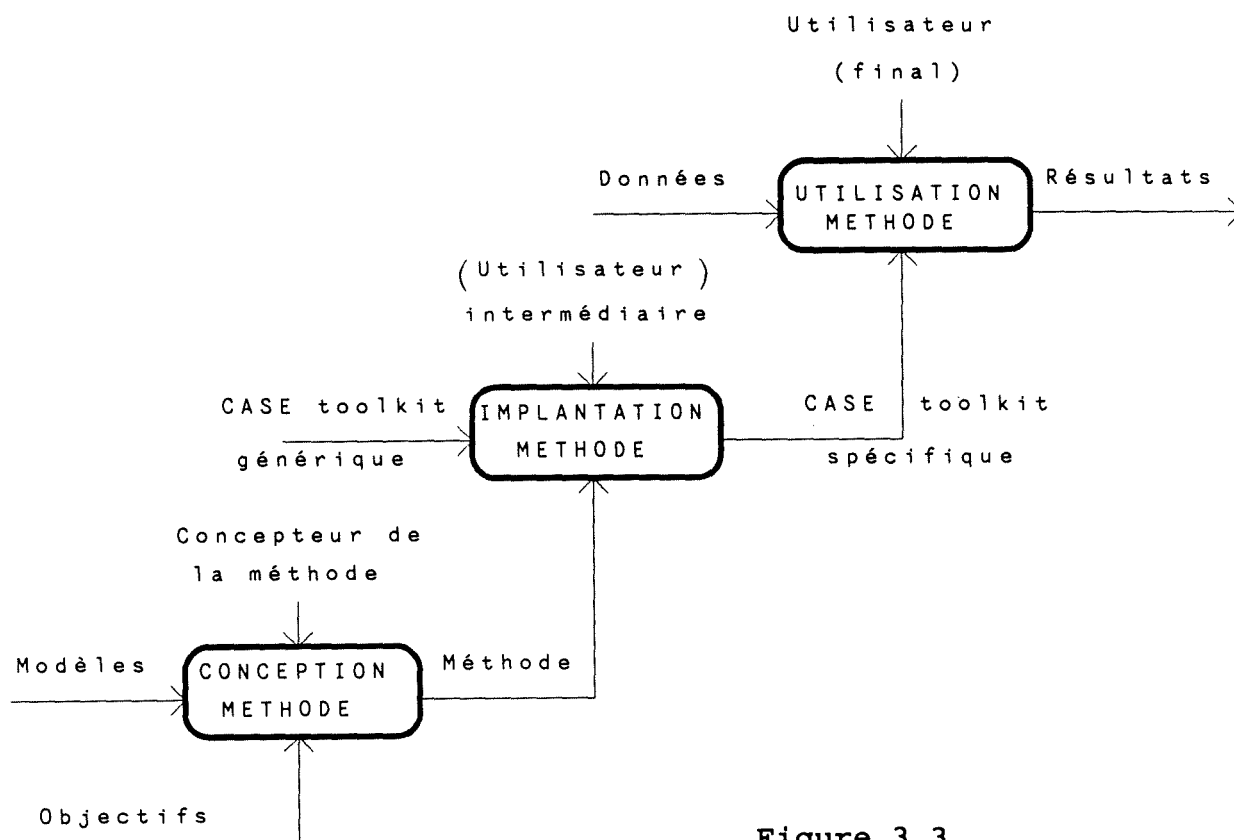 Utilisateur
(final)
Données
UTILISATION
METHODE
Résultats
(Utilisateur)
intermédiaire
CASE toolkit
générique
IMPLANTATION
METHODE
CASE toolkit
spécifique
Concepteur de
la méthode
Modèles
CONCEPTION
METHODE
Méthode
Objectifs
Figure 3.3